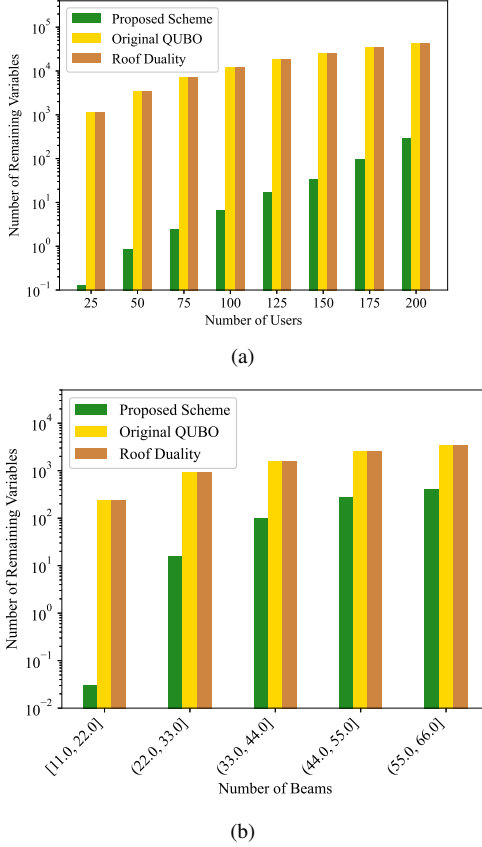 Proposed Scheme
Original QUBO
Roof Duality
Number of Remaining Variables
10^5
10^4
10^3
10^2
10^1
10^0
10^−1
25 50 75 100 125 150 175 200
Number of Users
(a)
Proposed Scheme
Original QUBO
Roof Duality
Number of Remaining Variables
10^4
10^3
10^2
10^1
10^0
10^−1
10^−2
[11.0, 22.0] (22.0, 33.0] (33.0, 44.0] (44.0, 55.0] (55.0, 66.0]
Number of Beams
(b)